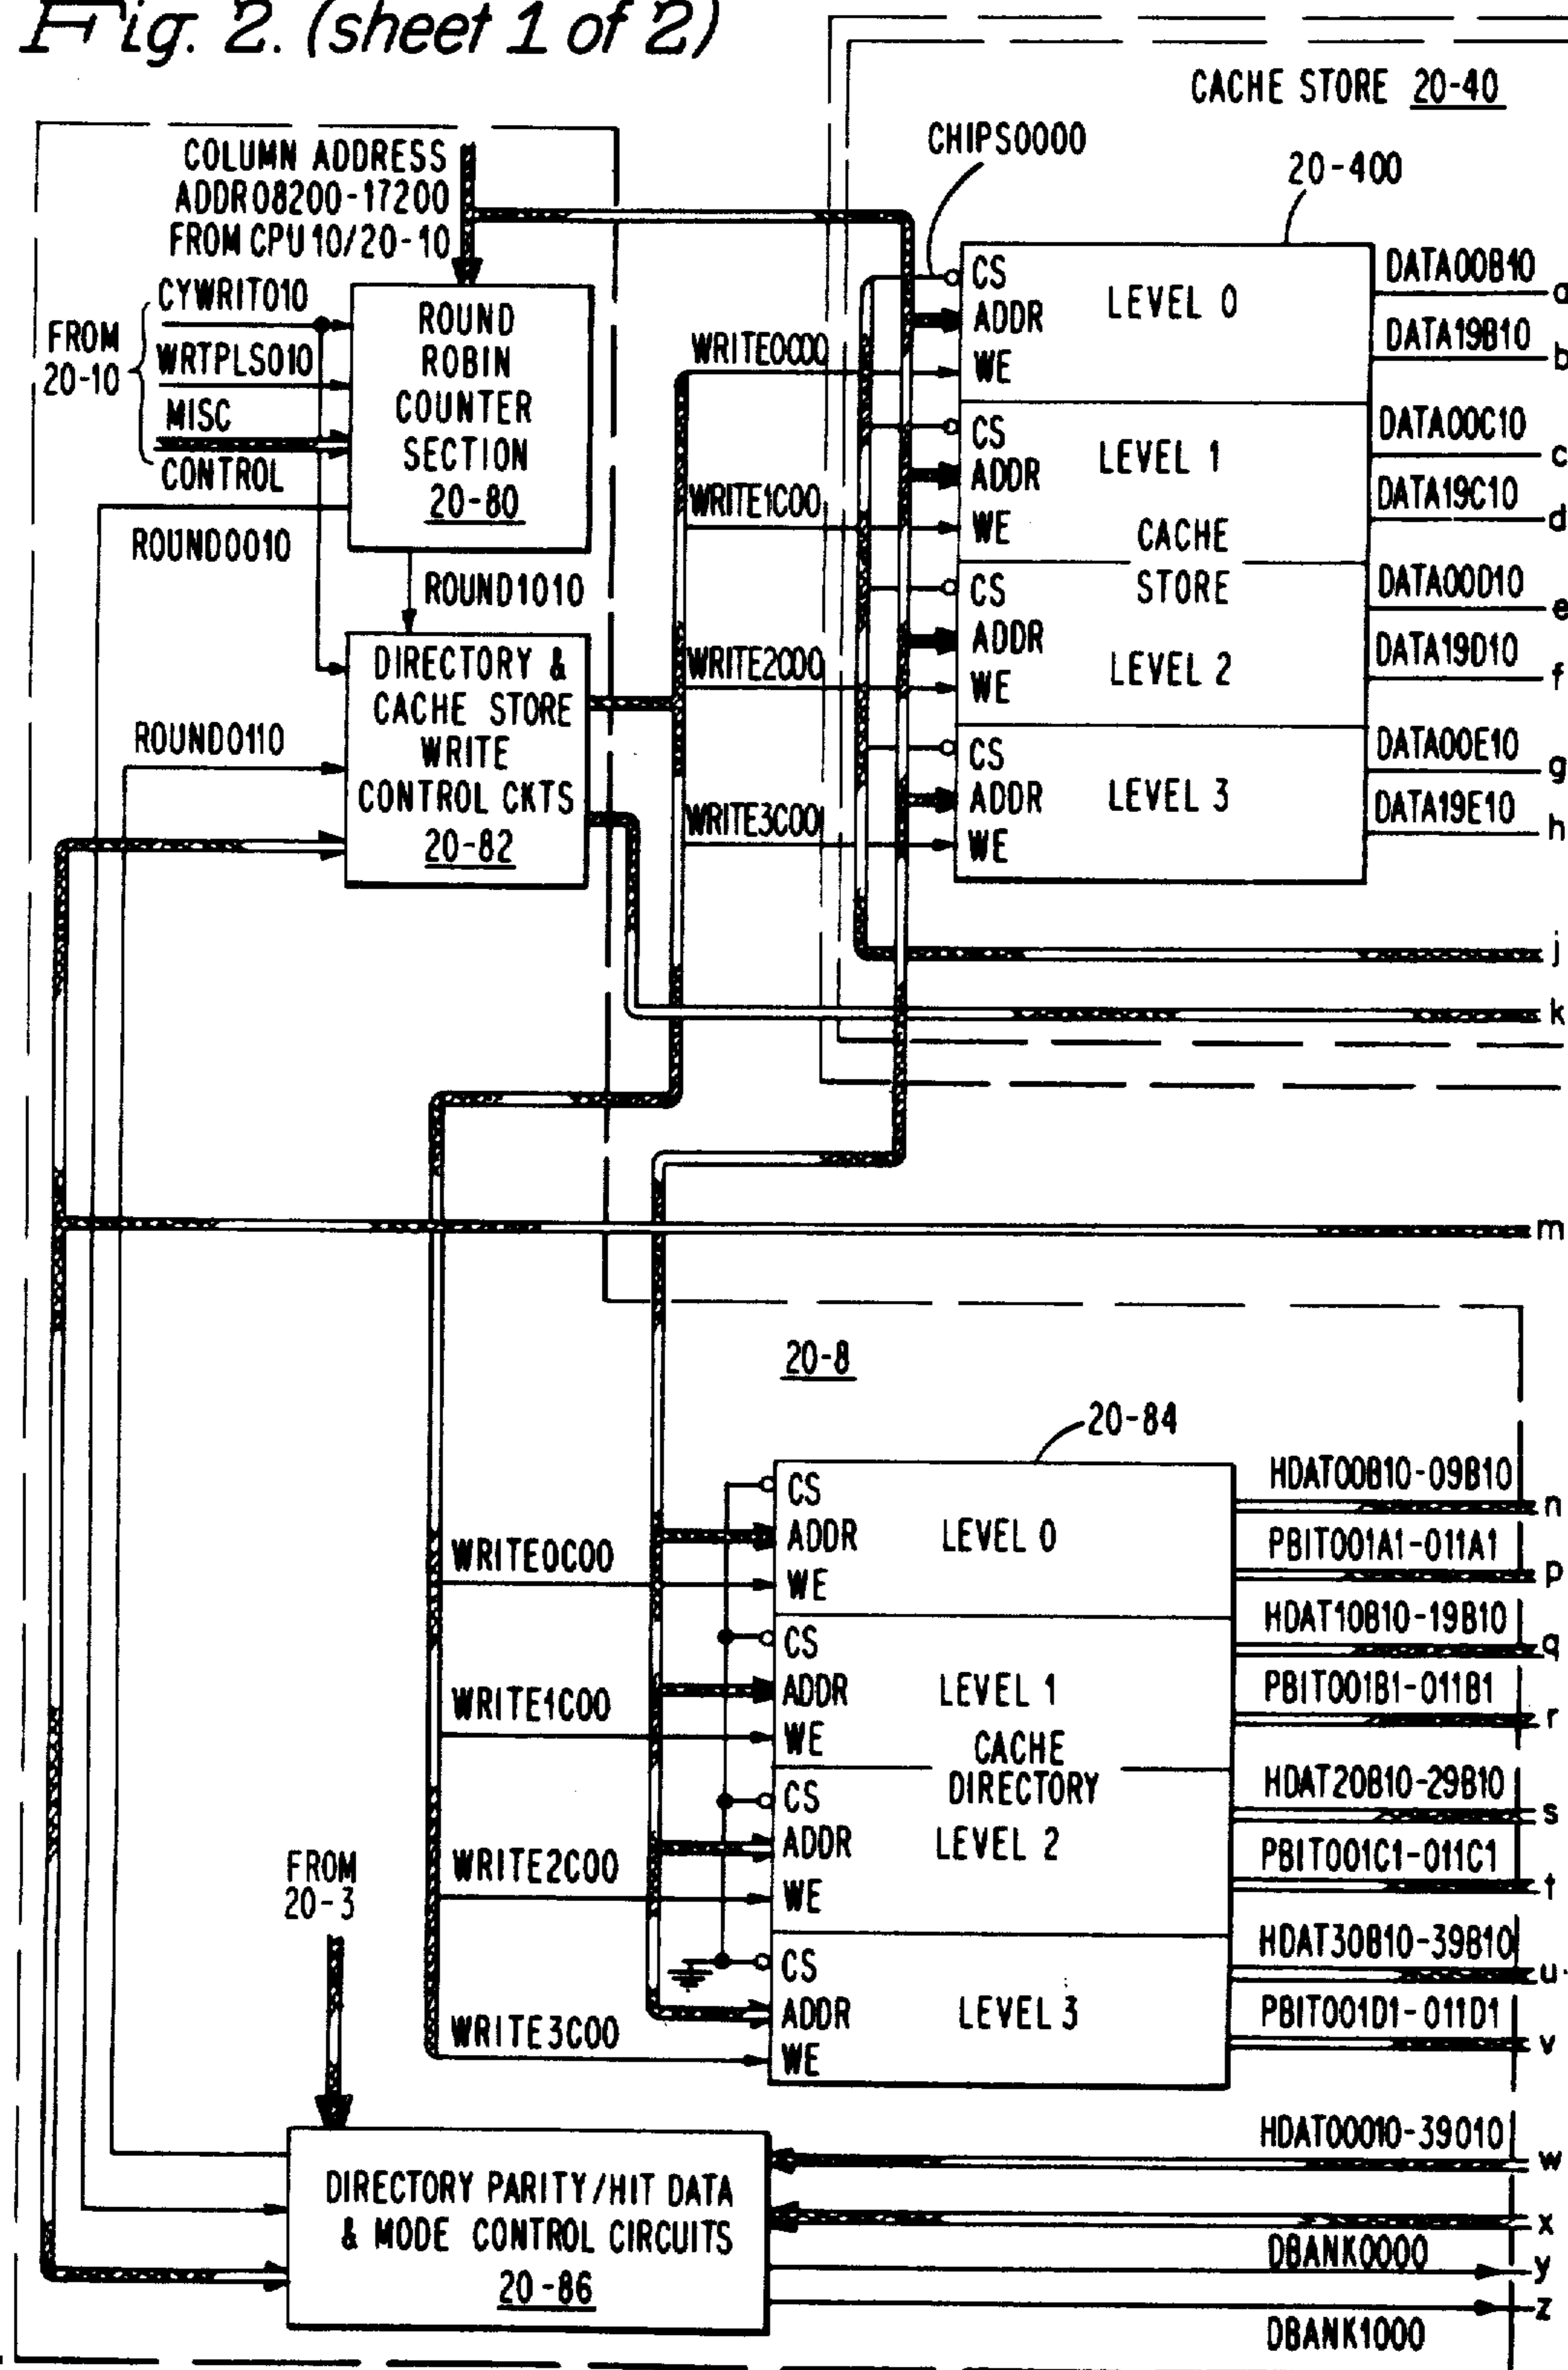 Fig. 2. (sheet 1 of 2)
CACHE STORE 20-40
COLUMN ADDRESS
ADDR08200-17200
FROM CPU 10/20-10
CYWRIT010
FROM
20-10
WRTPLS010
MISC
CONTROL
ROUND
ROBIN
COUNTER
SECTION
20-80
ROUND0010
ROUND1010
DIRECTORY &
CACHE STORE
WRITE
CONTROL CKTS
20-82
ROUND0110
CHIPS0000
20-400
WRITE0C00
WRITE1C00
WRITE2C00
WRITE3C00
CS
ADDR
WE
LEVEL 0
CS
ADDR
WE
LEVEL 1
CACHE
STORE
CS
ADDR
WE
LEVEL 2
CS
ADDR
WE
LEVEL 3
DATA00B10 a
DATA19B10 b
DATA00C10 c
DATA19C10 d
DATA00D10 e
DATA19D10 f
DATA00E10 g
DATA19E10 h
j
k
m
20-8
20-84
WRITE0C00
WRITE1C00
WRITE2C00
WRITE3C00
CS
ADDR
WE
LEVEL 0
CS
ADDR
WE
LEVEL 1
CACHE
DIRECTORY
CS
ADDR
WE
LEVEL 2
CS
ADDR
WE
LEVEL 3
HDAT00B10-09B10 n
PBIT001A1-011A1 p
HDAT10B10-19B10 q
PBIT001B1-011B1 r
HDAT20B10-29B10 s
PBIT001C1-011C1 t
HDAT30B10-39B10 u
PBIT001D1-011D1 v
FROM
20-3
DIRECTORY PARITY/HIT DATA
& MODE CONTROL CIRCUITS
20-86
HDAT00010-39010 w
x
DBANK0000 y
z
DBANK1000